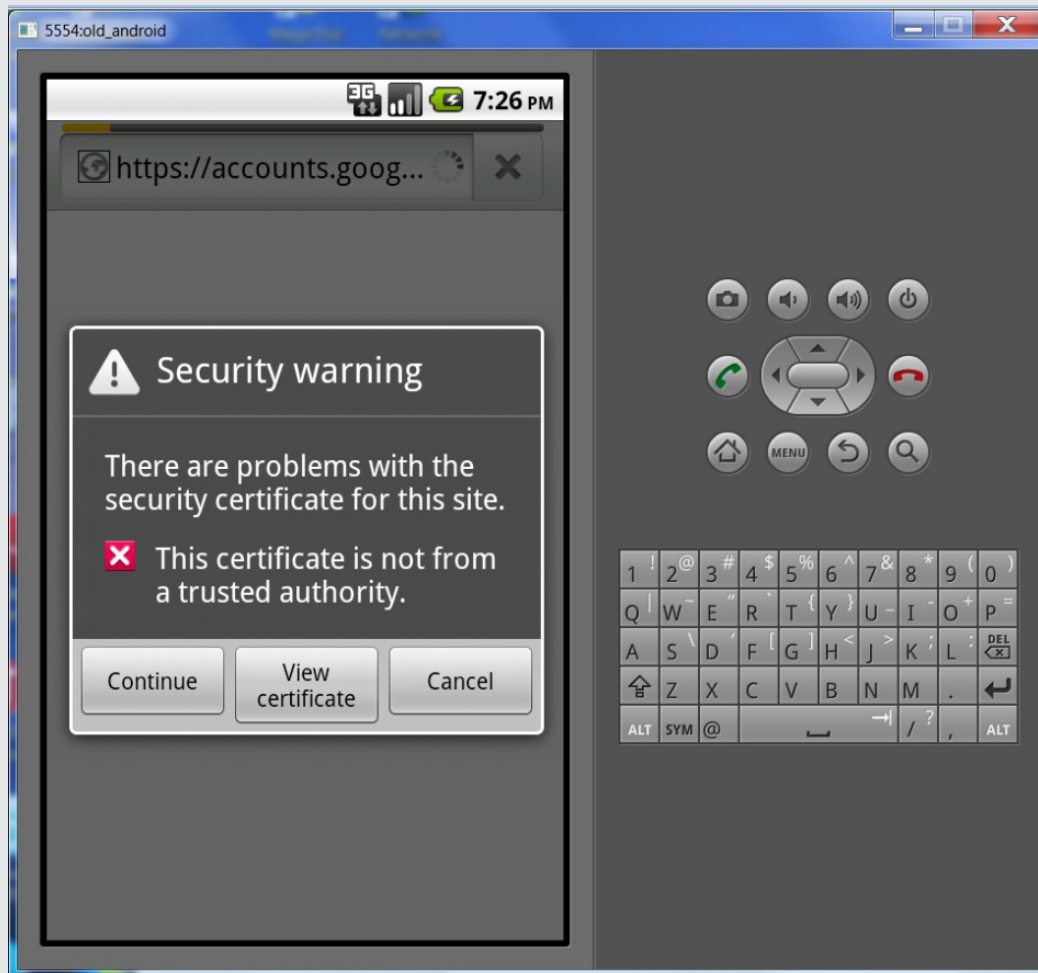 5554:old_android
3G
7:26 PM
https://accounts.goog...
Security warning
There are problems with the
security certificate for this site.
This certificate is not from
a trusted authority.
Continue
View
certificate
Cancel
MENU
1 ! 2 @ 3 # 4 $ 5 % 6 ^ 7 & 8 * 9 ( 0 )
Q | W ~ E " R ` T { Y } U _ I - O + P =
A S \ D ' F [ G ] H < J > K ; L : DEL
Z X C V B N M .
ALT SYM @ / ? , ALT